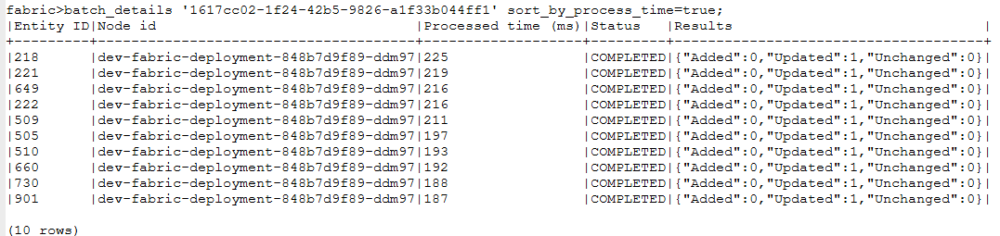 fabric>batch_details '1617cc02-1f24-42b5-9826-a1f33b044ff1' sort_by_process_time=true;
|Entity ID|Node id                                |Processed time (ms)|Status   |Results                              |
+---------+---------------------------------------+-------------------+---------+-------------------------------------+
|218      |dev-fabric-deployment-848b7d9f89-ddm97|225                |COMPLETED|{"Added":0,"Updated":1,"Unchanged":0}|
|221      |dev-fabric-deployment-848b7d9f89-ddm97|219                |COMPLETED|{"Added":0,"Updated":1,"Unchanged":0}|
|649      |dev-fabric-deployment-848b7d9f89-ddm97|216                |COMPLETED|{"Added":0,"Updated":1,"Unchanged":0}|
|222      |dev-fabric-deployment-848b7d9f89-ddm97|216                |COMPLETED|{"Added":0,"Updated":1,"Unchanged":0}|
|509      |dev-fabric-deployment-848b7d9f89-ddm97|211                |COMPLETED|{"Added":0,"Updated":1,"Unchanged":0}|
|505      |dev-fabric-deployment-848b7d9f89-ddm97|197                |COMPLETED|{"Added":0,"Updated":1,"Unchanged":0}|
|510      |dev-fabric-deployment-848b7d9f89-ddm97|193                |COMPLETED|{"Added":0,"Updated":1,"Unchanged":0}|
|660      |dev-fabric-deployment-848b7d9f89-ddm97|192                |COMPLETED|{"Added":0,"Updated":1,"Unchanged":0}|
|730      |dev-fabric-deployment-848b7d9f89-ddm97|188                |COMPLETED|{"Added":0,"Updated":1,"Unchanged":0}|
|901      |dev-fabric-deployment-848b7d9f89-ddm97|187                |COMPLETED|{"Added":0,"Updated":1,"Unchanged":0}|
(10 rows)